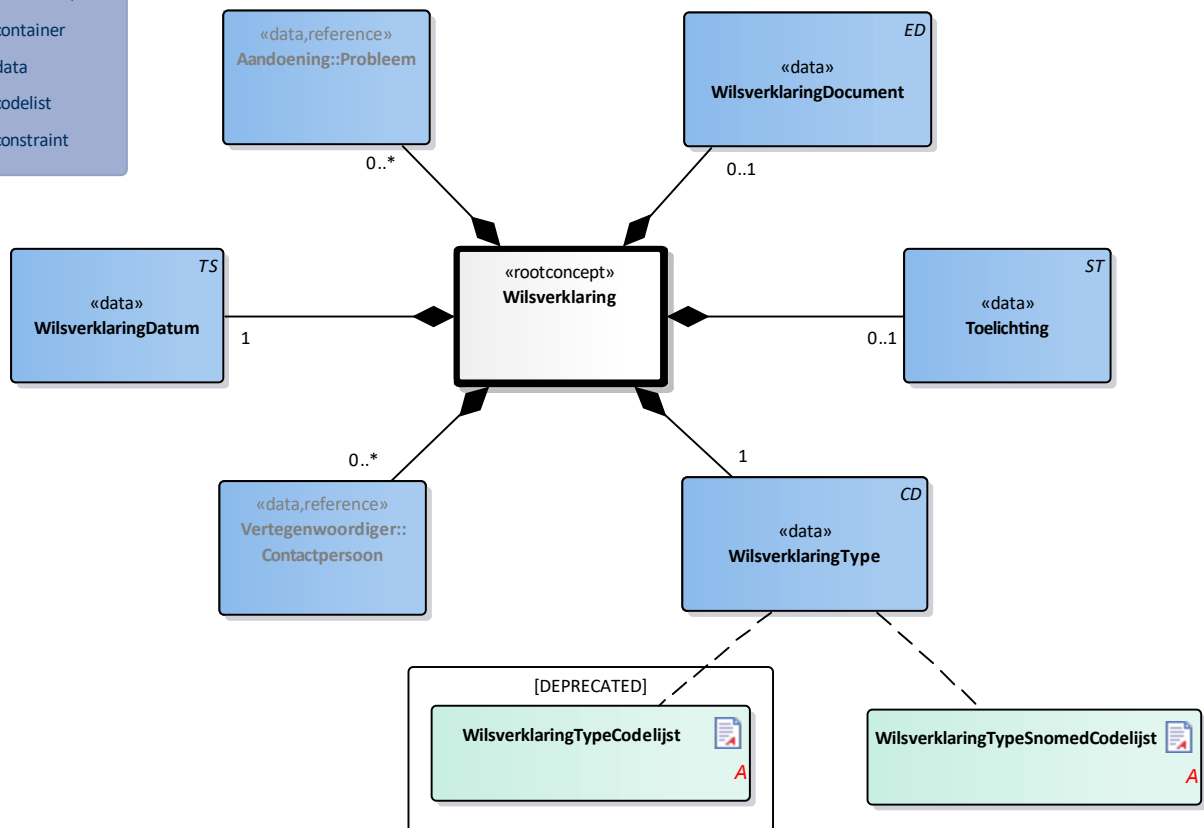 container
data
codelist
constraint
«data,reference»
Aandoening::Probleem
0..*
ED
«data»
WilsverklaringDocument
0..1
TS
«data»
WilsverklaringDatum
1
«rootconcept»
Wilsverklaring
ST
«data»
Toelichting
0..1
0..*
«data,reference»
Vertegenwoordiger::
Contactpersoon
1
CD
«data»
WilsverklaringType
[DEPRECATED]
WilsverklaringTypeCodelijst
A
WilsverklaringTypeSnomedCodelijst
A